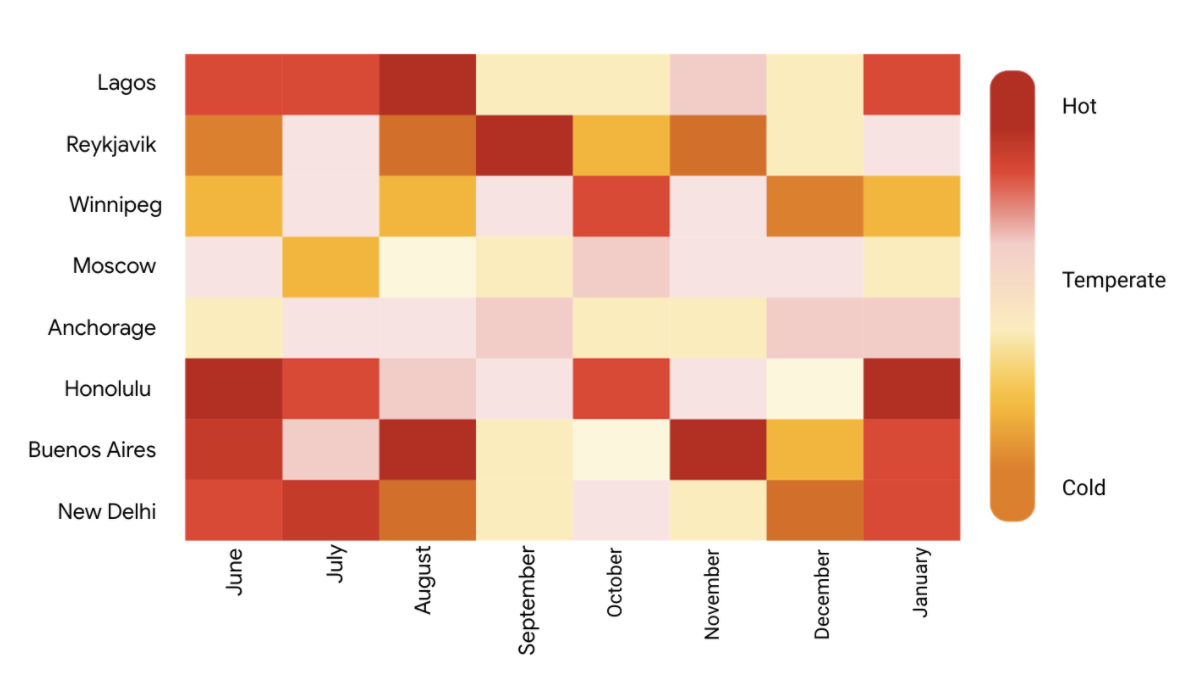 Lagos
Reykjavik
Winnipeg
Moscow
Anchorage
Honolulu
Buenos Aires
New Delhi
June
July
August
September
October
November
December
January
Hot
Temperate
Cold